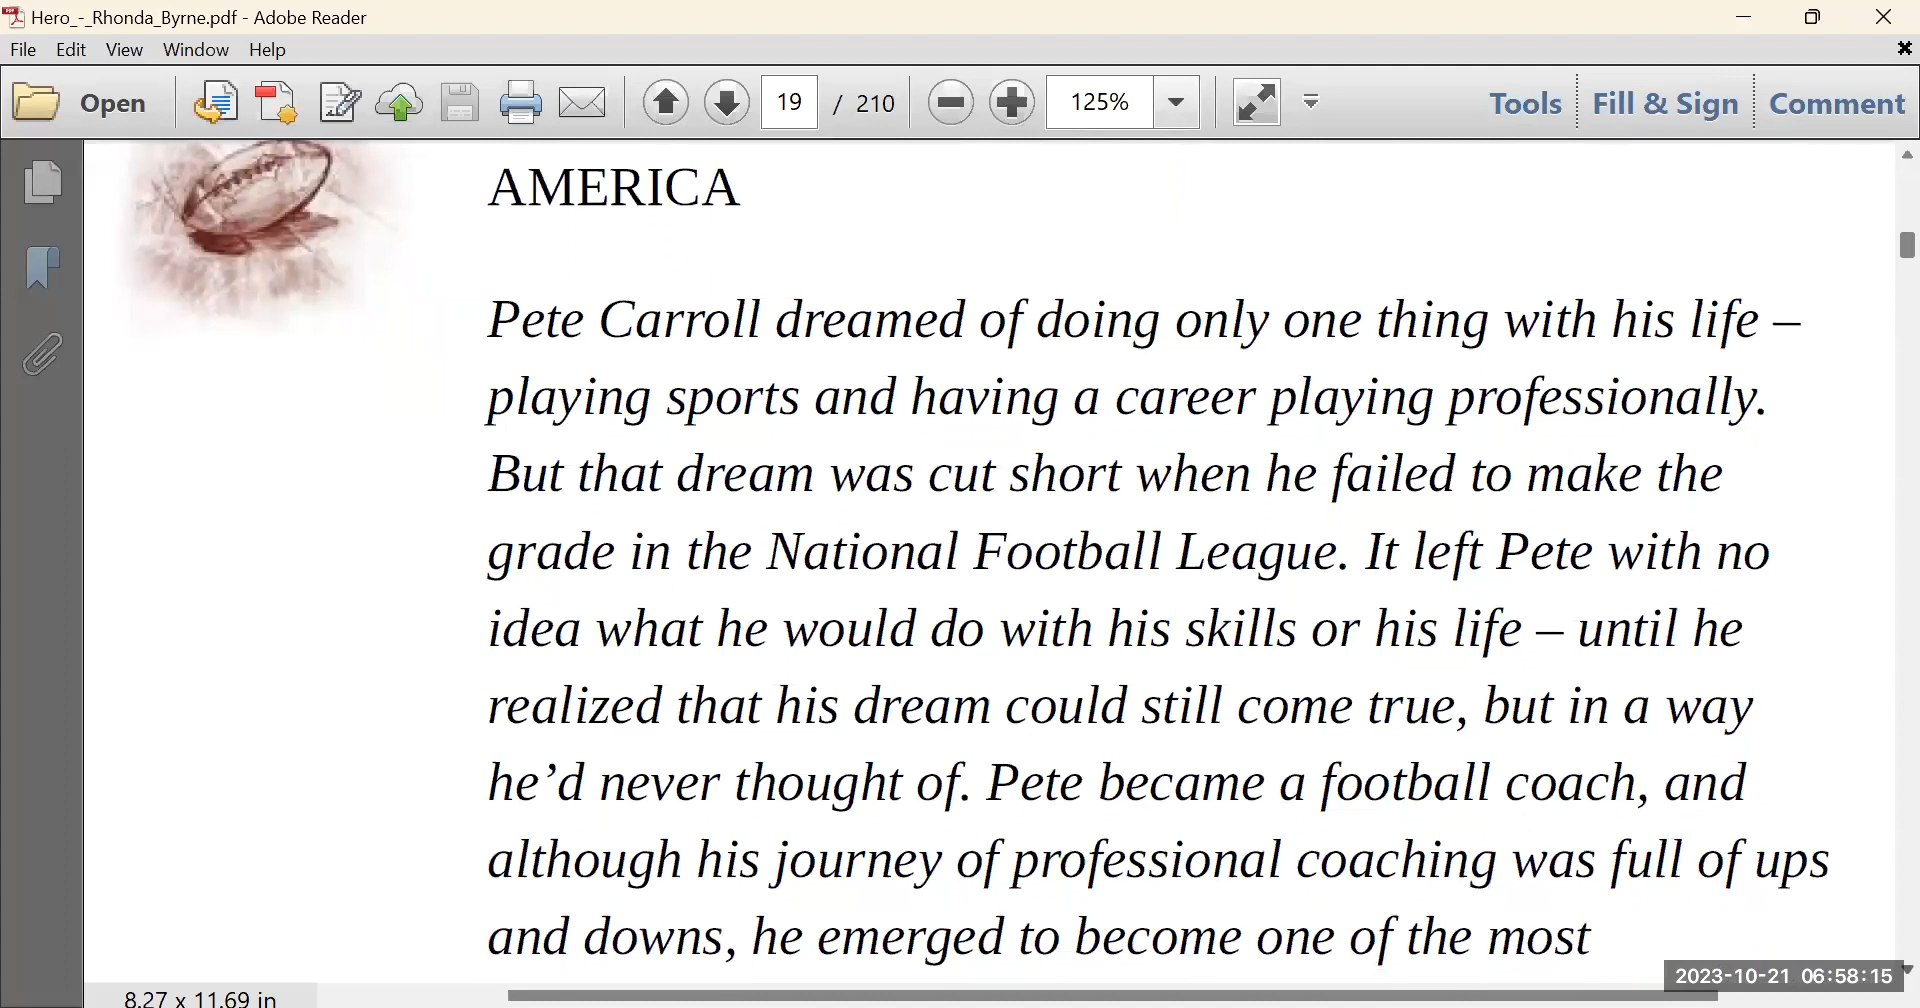 Hero_-_Rhonda_Byrne.pdf - Adobe Reader
File Edit View Window Help
Open 19 / 210 125% Tools Fill & Sign Comment
AMERICA
Pete Carroll dreamed of doing only one thing with his life –
playing sports and having a career playing professionally.
But that dream was cut short when he failed to make the
grade in the National Football League. It left Pete with no
idea what he would do with his skills or his life – until he
realized that his dream could still come true, but in a way
he’d never thought of. Pete became a football coach, and
although his journey of professional coaching was full of ups
and downs, he emerged to become one of the most
2023-10-21 06:58:15
8.27 x 11.69 in